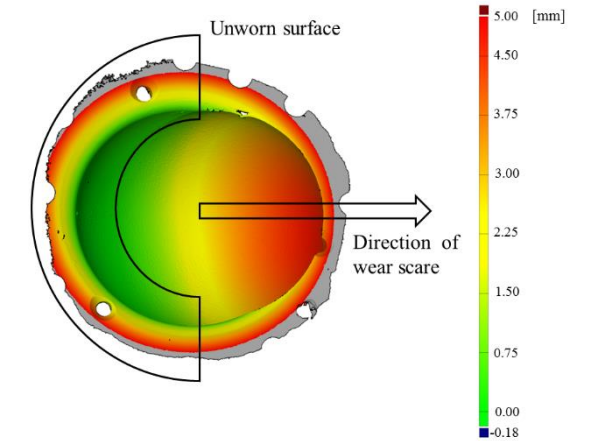 Unworn surface
5.00 [mm]
4.50
3.75
3.00
Direction of
wear scare
2.25
1.50
0.75
0.00
-0.18